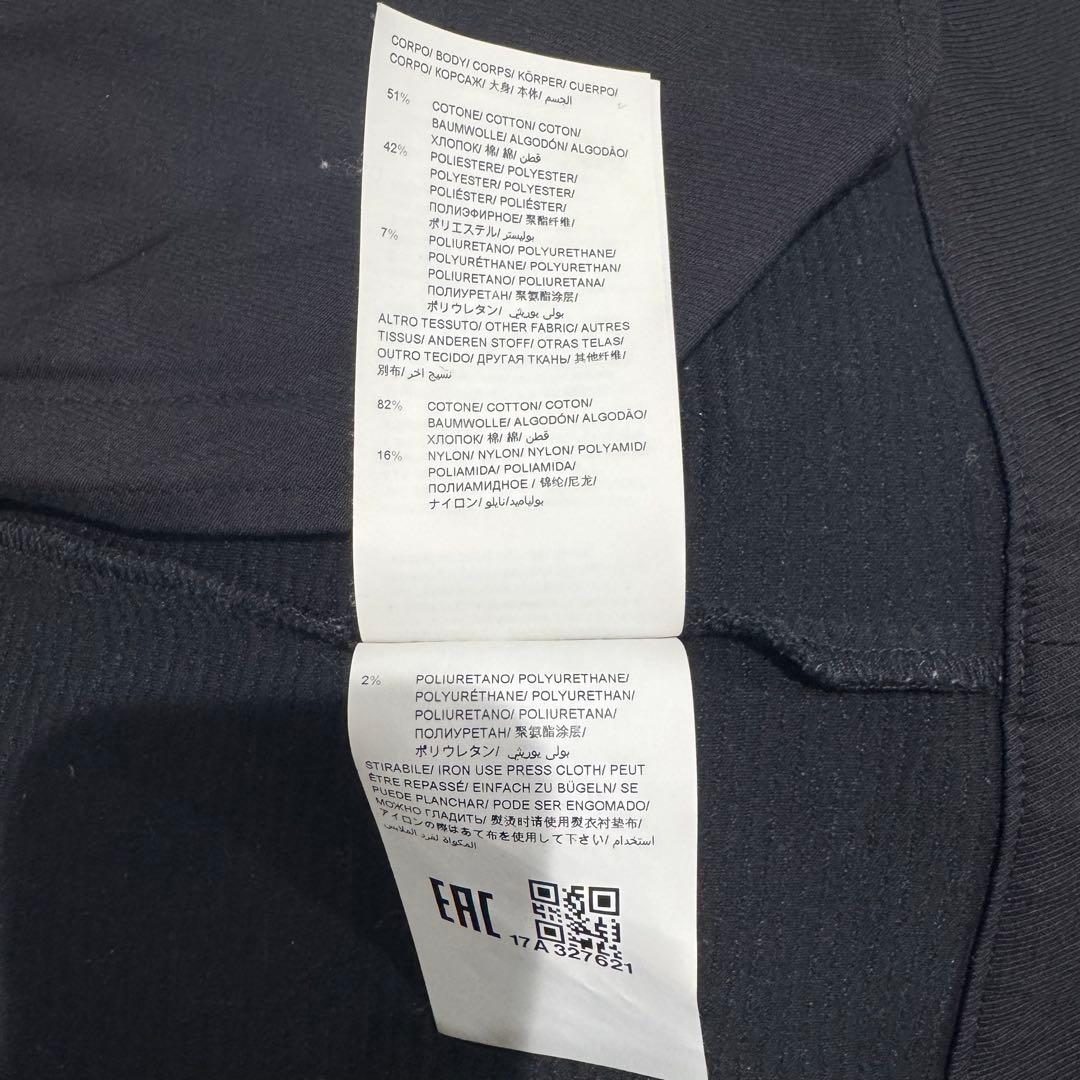 CORPO/ BODY/ CORPS/ KÖRPER/ CUERPO/
CORPO/ КОРСАЖ/ 大身/ 本体/ الجسم
51% COTONE/ COTTON/ COTON/
BAUMWOLLE/ ALGODÓN/ ALGODÃO/
ХЛОПОК/ 棉/ 綿/ قطن
42% POLIESTERE/ POLYESTER/
POLYESTER/ POLYESTER/
POLIÉSTER/ POLIÉSTER/
ПОЛИЭФИРНОЕ/ 聚酯纤维/
ポリエステル/ بوليستر
7% POLIURETANO/ POLYURETHANE/
POLYURÉTHANE/ POLYURETHAN/
POLIURETANO/ POLIURETANA/
ПОЛИУРЕТАН/ 聚氨酯涂层/
ポリウレタン/ بولى يوريثي
ALTRO TESSUTO/ OTHER FABRIC/ AUTRES
TISSUS/ ANDEREN STOFF/ OTRAS TELAS/
OUTRO TECIDO/ ДРУГАЯ ТКАНЬ/ 其他纤维/
別布/ نسيج اخر
82% COTONE/ COTTON/ COTON/
BAUMWOLLE/ ALGODÓN/ ALGODÃO/
ХЛОПОК/ 棉/ 綿/ قطن
16% NYLON/ NYLON/ NYLON/ POLYAMID/
POLIAMIDA/ POLIAMIDA/
ПОЛИАМИДНОЕ / 锦纶/尼龙/
ナイロン/ بولياميد/نايلو
2% POLIURETANO/ POLYURETHANE/
POLYURÉTHANE/ POLYURETHAN/
POLIURETANO/ POLIURETANA/
ПОЛИУРЕТАН/ 聚氨酯涂层/
ポリウレタン/ بولى يوريثي
STIRABILE/ IRON USE PRESS CLOTH/ PEUT
ÊTRE REPASSÉ/ EINFACH ZU BÜGELN/ SE
PUEDE PLANCHAR/ PODE SER ENGOMADO/
МОЖНО ГЛАДИТЬ/ 熨烫时请使用熨衣衬垫布/
アイロンの際はあて布を使用して下さい/ استخدام
المكواة لفرد الملابس
EAC
17A 327621